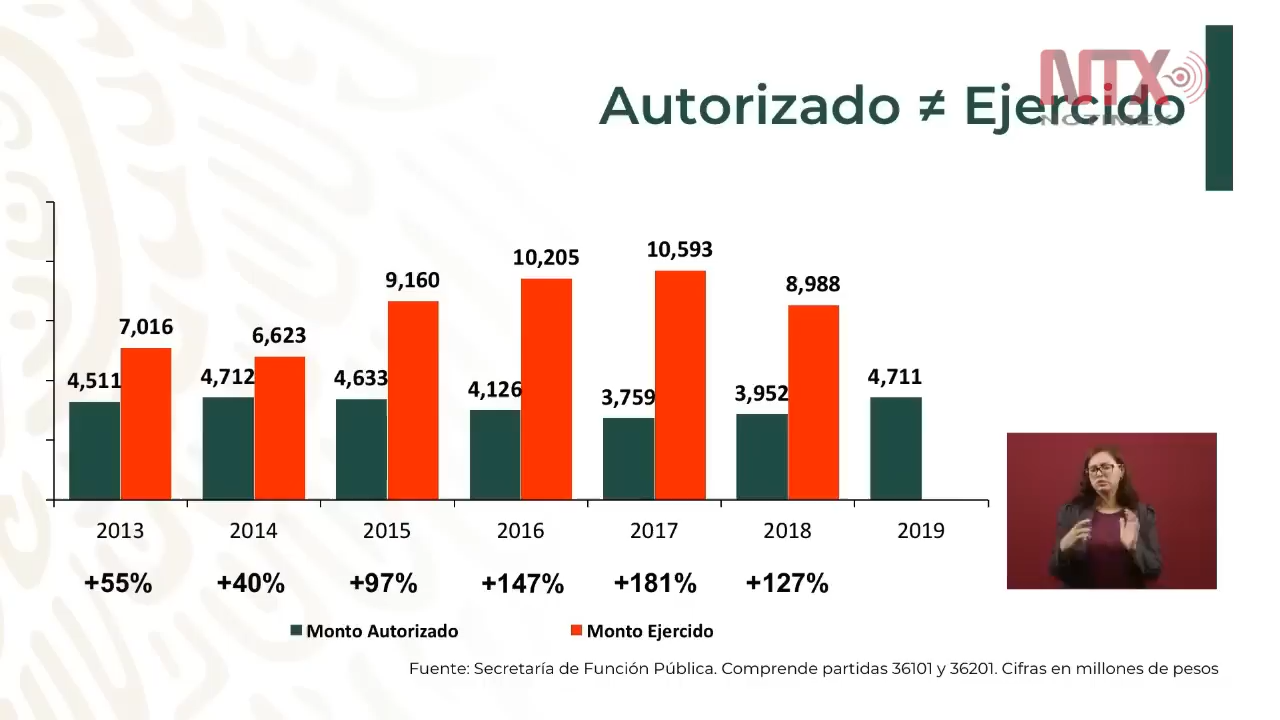 NTX
NOTIMEX
Autorizado ≠ Ejercido
4,511 7,016 4,712 6,623 4,633 9,160 4,126 10,205 3,759 10,593 3,952 8,988 4,711
2013 2014 2015 2016 2017 2018 2019
+55% +40% +97% +147% +181% +127%
Monto Autorizado Monto Ejercido
Fuente: Secretaría de Función Pública. Comprende partidas 36101 y 36201. Cifras en millones de pesos